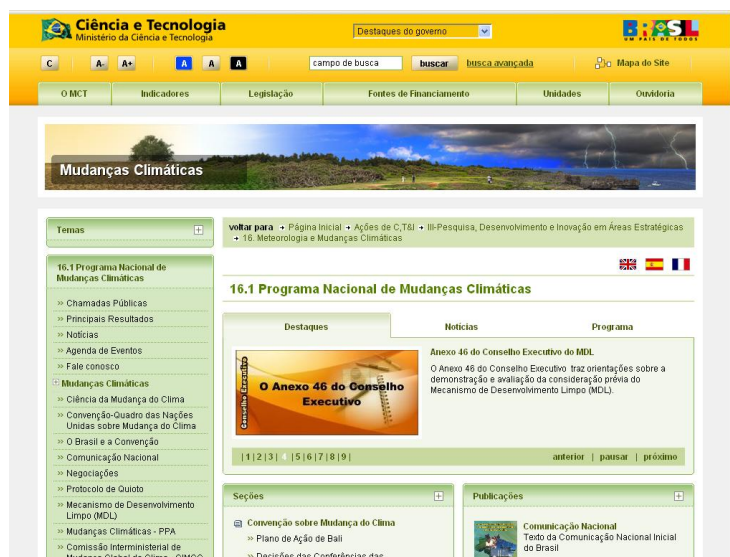 Ciência e Tecnologia
Ministério da Ciência e Tecnologia
Destaques do governo
BRASIL
UM PAÍS DE TODOS
C A- A+ A A A
campo de busca buscar busca avançada Mapa do Site
O MCT Indicadores Legislação Fontes de Financiamento Unidades Ouvidoria
Mudanças Climáticas
Temas
voltar para Página Inicial Ações de C,T&I III-Pesquisa, Desenvolvimento e Inovação em Áreas Estratégicas
16. Meteorologia e Mudanças Climáticas
16.1 Programa Nacional de
Mudanças Climáticas
» Chamadas Públicas
» Principais Resultados
» Notícias
» Agenda de Eventos
» Fale conosco
Mudanças Climáticas
» Ciência da Mudança do Clima
» Convenção-Quadro das Nações
Unidas sobre Mudança do Clima
» O Brasil e a Convenção
» Comunicação Nacional
» Negociações
» Protocolo de Quioto
» Mecanismo de Desenvolvimento
Limpo (MDL)
» Mudanças Climáticas - PPA
» Comissão Interministerial de
Mudança Global do Clima - CIMGC
16.1 Programa Nacional de Mudanças Climáticas
Destaques Notícias Programa
Conselho Executivo
O Anexo 46 do Conselho
Executivo
Anexo 46 do Conselho Executivo do MDL
O Anexo 46 do Conselho Executivo traz orientações sobre a
demonstração e avaliação da consideração prévia do
Mecanismo de Desenvolvimento Limpo (MDL).
|1|2|3| 4 |5|6|7|8|9| anterior | pausar | próximo
Seções
Convenção sobre Mudança do Clima
» Plano de Ação de Bali
» Decisões das Conferências das
Publicações
Comunicação Nacional
Texto da Comunicação Nacional Inicial
do Brasil